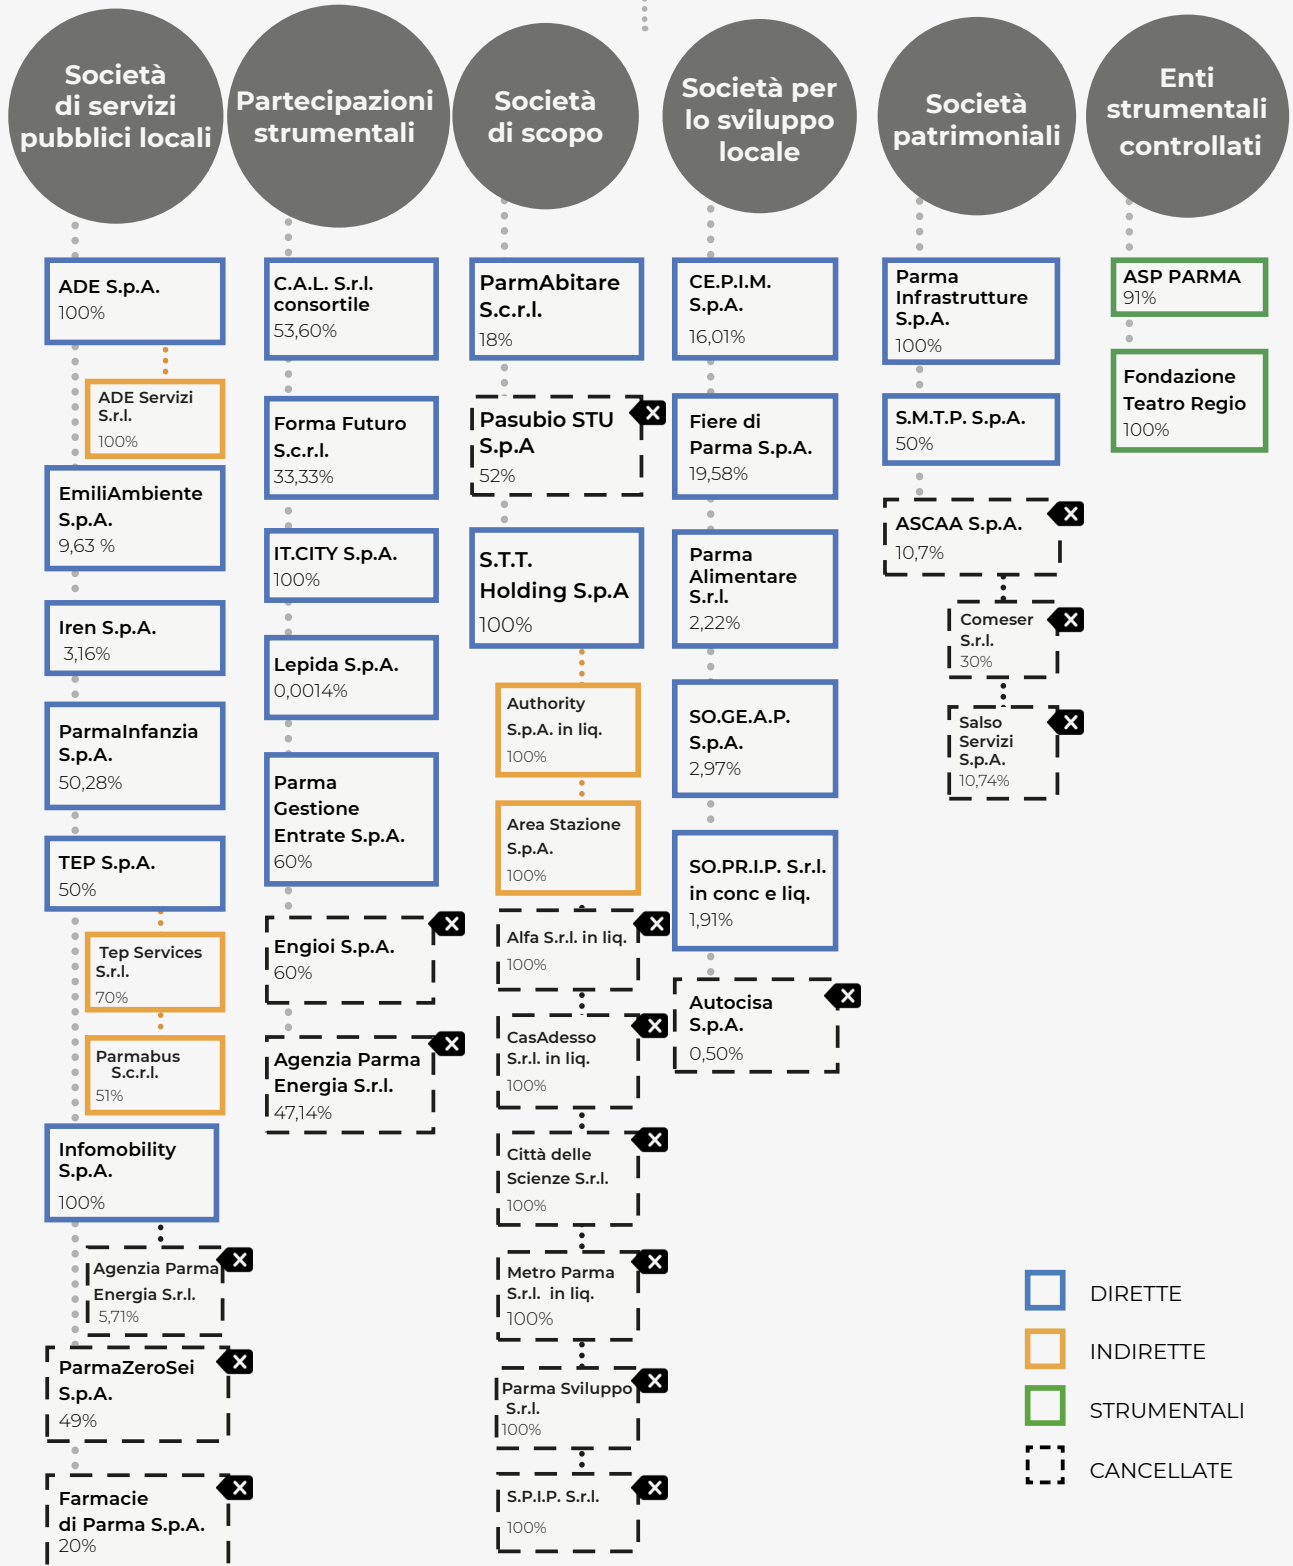 Società
di servizi
pubblici locali
Partecipazioni
strumentali
Società
di scopo
Società per
lo sviluppo
locale
Società
patrimoniali
Enti
strumentali
controllati
ADE S.p.A.
100%
ADE Servizi
S.r.l.
100%
EmiliAmbiente
S.p.A.
9,63 %
Iren S.p.A.
3,16%
ParmaInfanzia
S.p.A.
50,28%
TEP S.p.A.
50%
Tep Services
S.r.l.
70%
Parmabus
S.c.r.l.
51%
Infomobility
S.p.A.
100%
Agenzia Parma
Energia S.r.l.
5,71%
ParmaZeroSei
S.p.A.
49%
Farmacie
di Parma S.p.A.
20%
C.A.L. S.r.l.
consortile
53,60%
Forma Futuro
S.c.r.l.
33,33%
IT.CITY S.p.A.
100%
Lepida S.p.A.
0,0014%
Parma
Gestione
Entrate S.p.A.
60%
Engioi S.p.A.
60%
Agenzia Parma
Energia S.r.l.
47,14%
ParmAbitare
S.c.r.l.
18%
Pasubio STU
S.p.A
52%
S.T.T.
Holding S.p.A
100%
Authority
S.p.A. in liq.
100%
Area Stazione
S.p.A.
100%
Alfa S.r.l. in liq.
100%
CasAdesso
S.r.l. in liq.
100%
Città delle
Scienze S.r.l.
100%
Metro Parma
S.r.l. in liq.
100%
Parma Sviluppo
S.r.l.
100%
S.P.I.P. S.r.l.
100%
CE.P.I.M.
S.p.A.
16,01%
Fiere di
Parma S.p.A.
19,58%
Parma
Alimentare
S.r.l.
2,22%
SO.GE.A.P.
S.p.A.
2,97%
SO.PR.I.P. S.r.l.
in conc e liq.
1,91%
Autocisa
S.p.A.
0,50%
Parma
Infrastrutture
S.p.A.
100%
S.M.T.P. S.p.A.
50%
ASCAA S.p.A.
10,7%
Comeser
S.r.l.
30%
Salso
Servizi
S.p.A.
10,74%
ASP PARMA
91%
Fondazione
Teatro Regio
100%
DIRETTE
INDIRETTE
STRUMENTALI
CANCELLATE